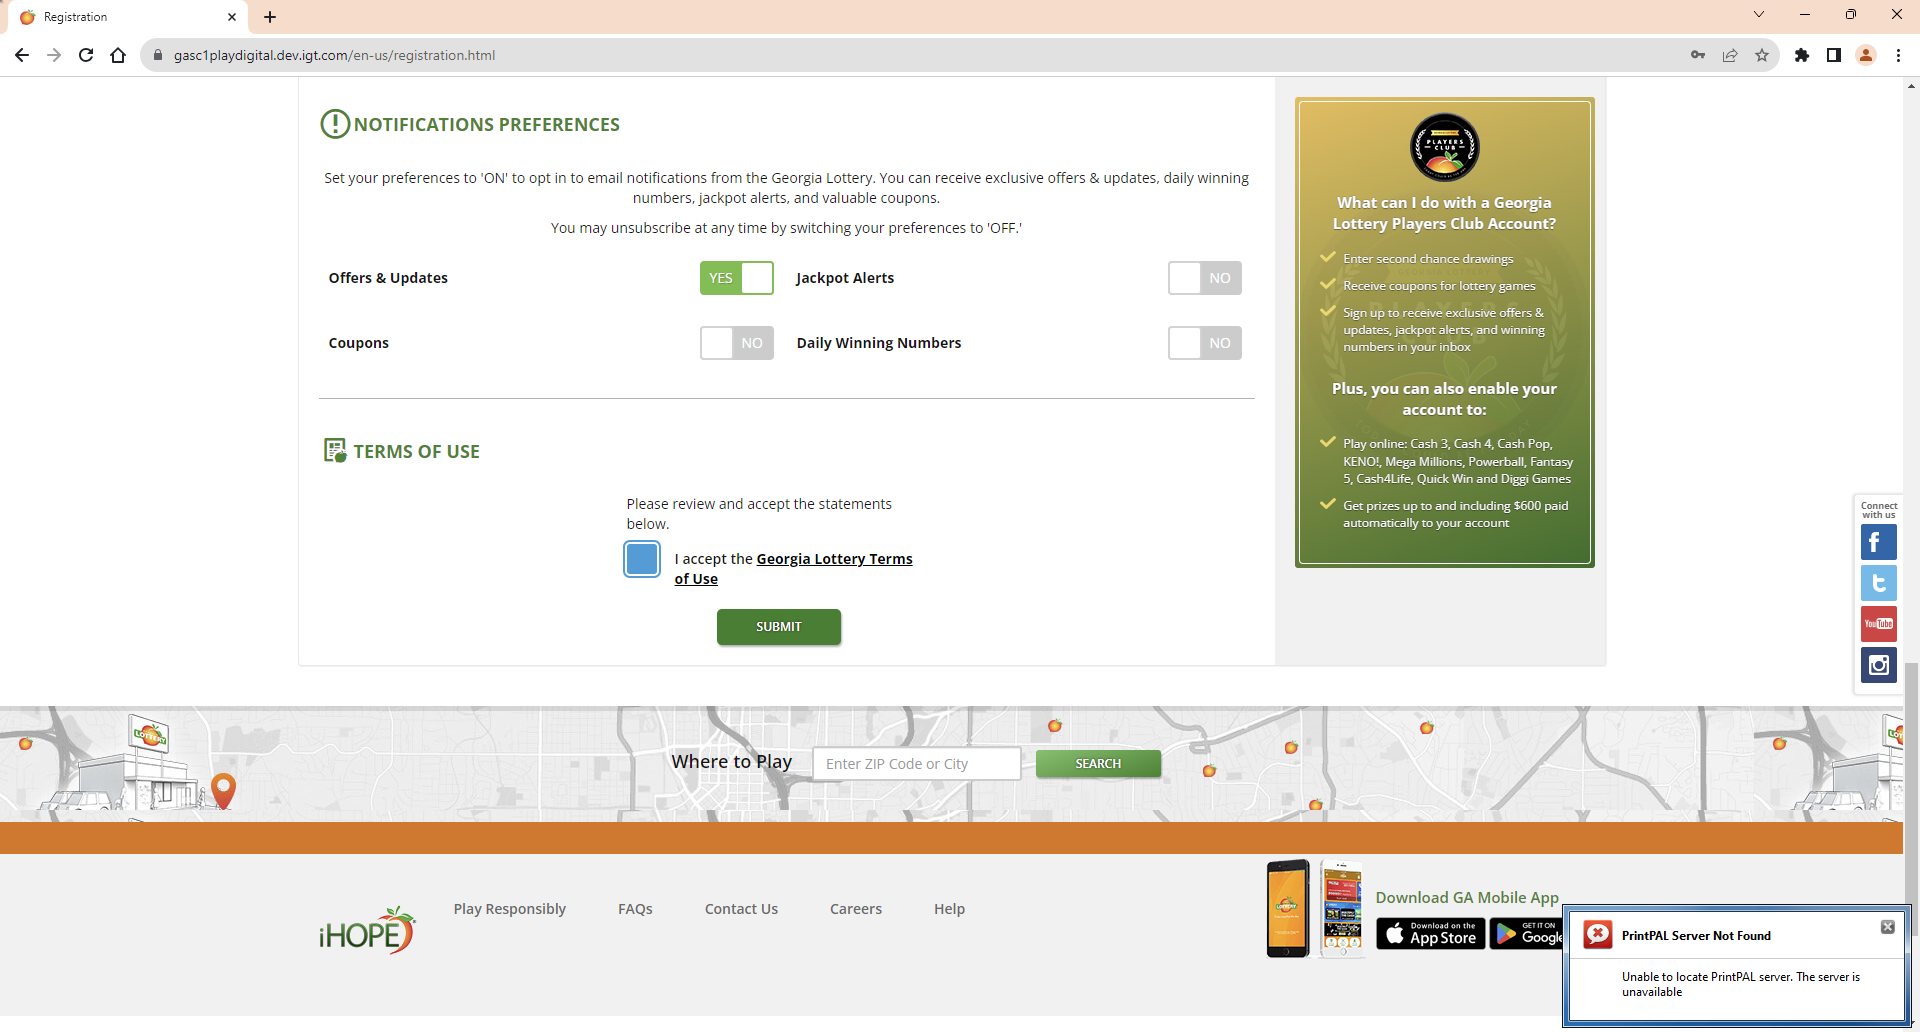 Registration
gasc1playdigital.dev.igt.com/en-us/registration.html
NOTIFICATIONS PREFERENCES
Set your preferences to 'ON' to opt in to email notifications from the Georgia Lottery. You can receive exclusive offers & updates, daily winning
numbers, jackpot alerts, and valuable coupons.
You may unsubscribe at any time by switching your preferences to 'OFF.'
Offers & Updates YES Jackpot Alerts NO
Coupons NO Daily Winning Numbers NO
TERMS OF USE
Please review and accept the statements
below.
I accept the Georgia Lottery Terms
of Use
SUBMIT
PLAYERS
CLUB
What can I do with a Georgia
Lottery Players Club Account?
Enter second chance drawings
Receive coupons for lottery games
Sign up to receive exclusive offers &
updates, jackpot alerts, and winning
numbers in your inbox
Plus, you can also enable your
account to:
Play online: Cash 3, Cash 4, Cash Pop,
KENO!, Mega Millions, Powerball, Fantasy
5, Cash4Life, Quick Win and Diggi Games
Get prizes up to and including $600 paid
automatically to your account
Connect
with us
You Tube
LOTTERY
Where to Play Enter ZIP Code or City SEARCH
iHOPE
Play Responsibly FAQs Contact Us Careers Help
Download GA Mobile App
Download on the
App Store
GET IT ON
Google
PrintPAL Server Not Found
Unable to locate PrintPAL server. The server is
unavailable